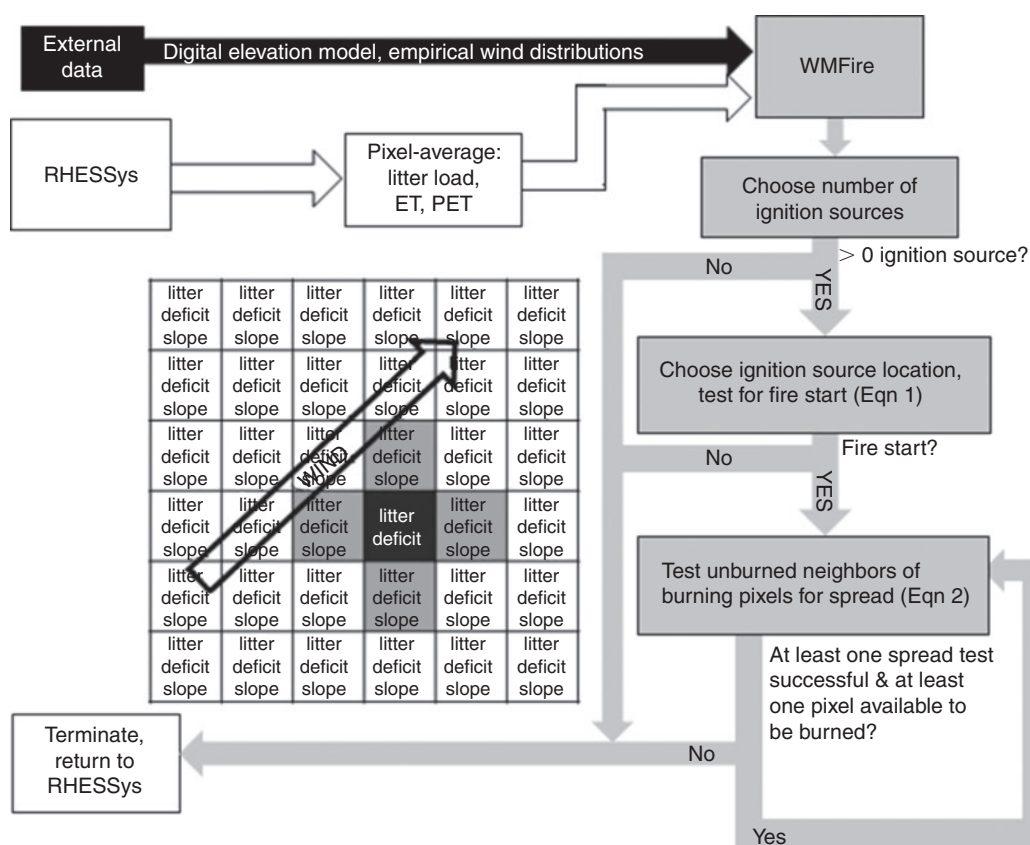 External
data
Digital elevation model, empirical wind distributions
WMFire
RHESSys
Pixel-average:
litter load,
ET, PET
Choose number of
ignition sources
> 0 ignition source?
No
YES
Choose ignition source location,
test for fire start (Eqn 1)
Fire start?
No
YES
Test unburned neighbors of
burning pixels for spread (Eqn 2)
At least one spread test
successful & at least
one pixel available to
be burned?
No
Yes
Terminate,
return to
RHESSys
litter litter litter litter litter litter
deficit deficit deficit deficit deficit deficit
slope slope slope slope slope slope
litter litter litter litter litter litter
deficit deficit deficit deficit deficit deficit
slope slope slope slope slope slope
litter litter litter litter litter litter
deficit deficit deficit deficit deficit deficit
slope slope slope slope slope slope
WIND
litter litter litter litter litter litter
deficit deficit deficit deficit deficit deficit
slope slope slope slope slope
litter litter litter litter litter litter
deficit deficit deficit deficit deficit deficit
slope slope slope slope slope slope
litter litter litter litter litter litter
deficit deficit deficit deficit deficit deficit
slope slope slope slope slope slope